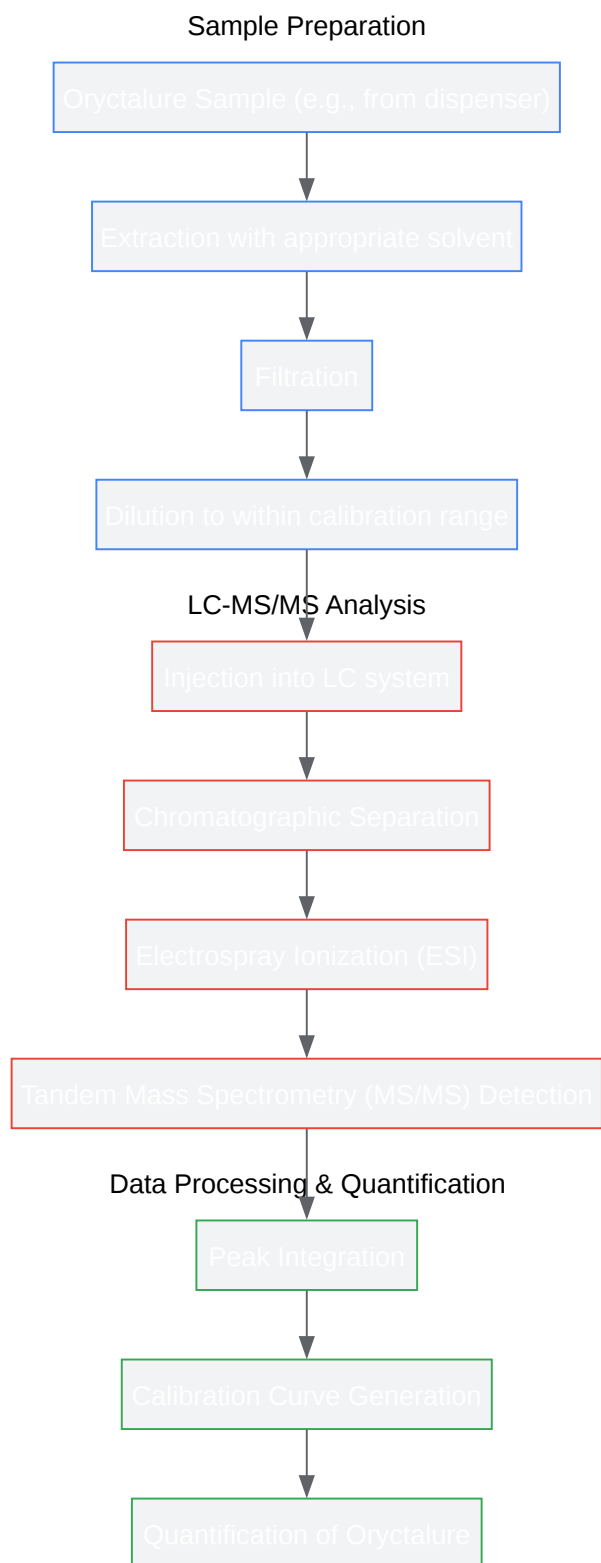 Sample Preparation
Oryctalure Sample (e.g., from dispenser)
Extraction with appropriate solvent
Filtration
Dilution to within calibration range
LC-MS/MS Analysis
Injection into LC system
Chromatographic Separation
Electrospray Ionization (ESI)
Tandem Mass Spectrometry (MS/MS) Detection
Data Processing & Quantification
Peak Integration
Calibration Curve Generation
Quantification of Oryctalure